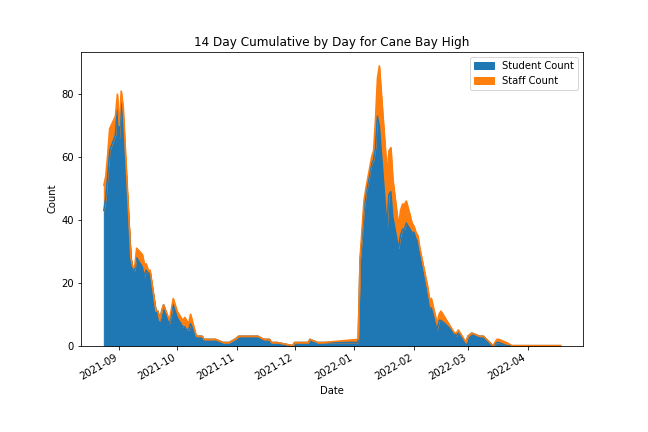 14 Day Cumulative by Day for Cane Bay High
Student Count
Staff Count
Count
80
60
40
20
0
2021-09
2021-10
2021-11
2021-12
2022-01
2022-02
2022-03
2022-04
Date